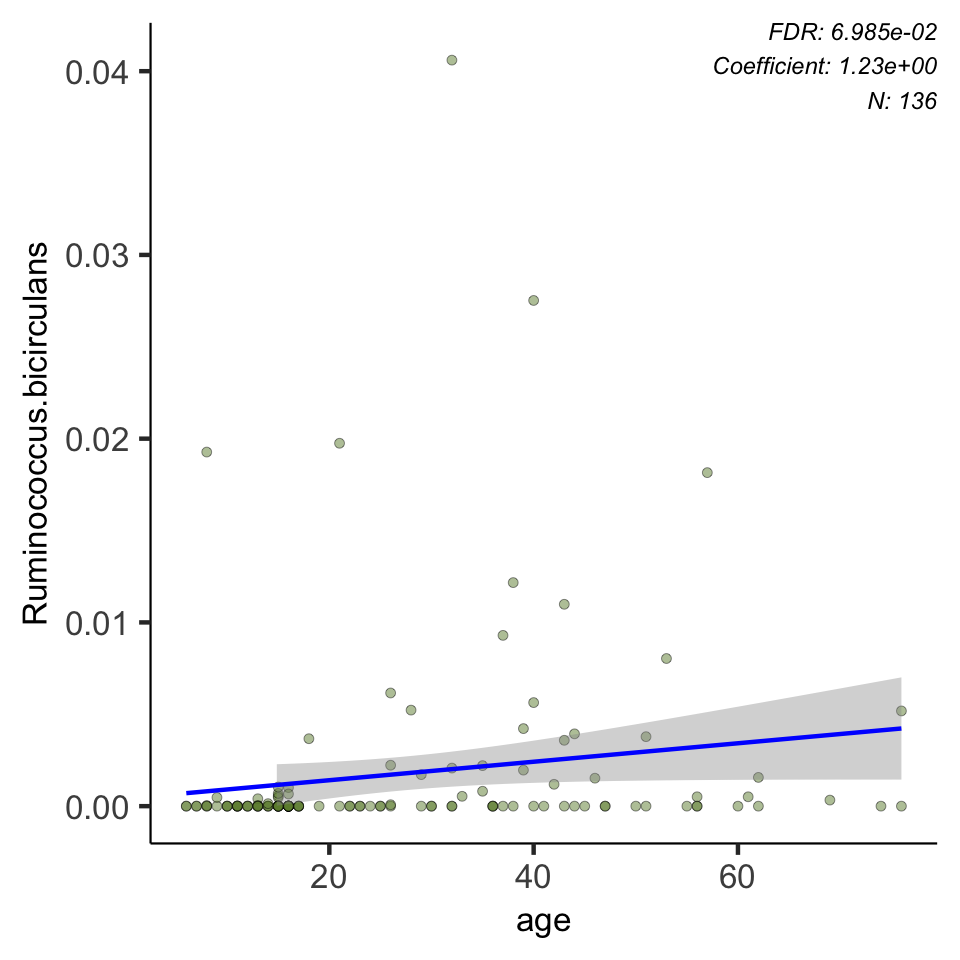 FDR: 6.985e-02
Coefficient: 1.23e+00
N: 136
0.04
0.03
0.02
0.01
0.00
Ruminococcus.bicirculans
20 40 60
age